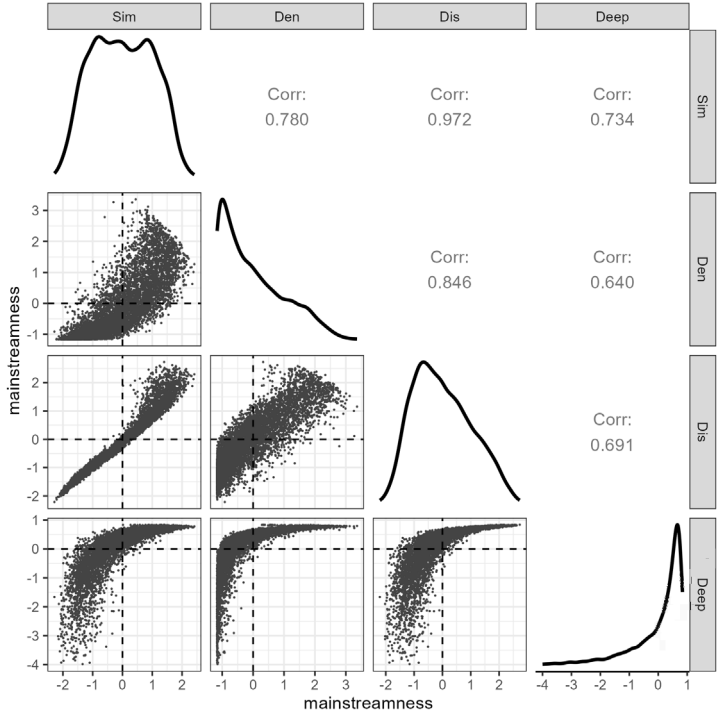 Sim Den Dis Deep
Corr: Corr: Corr:
0.780 0.972 0.734
Sim
3
2
1
0
-1
Corr: Corr:
0.846 0.640
Den
mainstreamness
2
1
0
-1
-2
Corr:
0.691
Dis
1
0
-1
-2
-3
-4
Deep
-2 -1 0 1 2 -1 0 1 2 3 -2 -1 0 1 2 -4 -3 -2 -1 0 1
mainstreamness